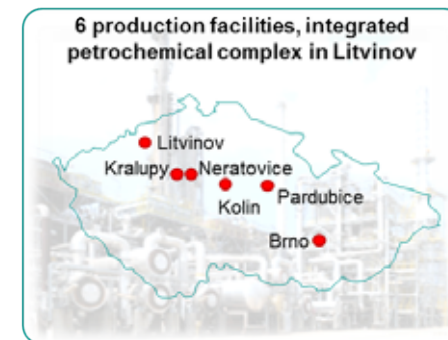 6 production facilities, integrated
petrochemical complex in Litvinov
Litvinov
Kralupy Neratovice
Kolin Pardubice
Brno